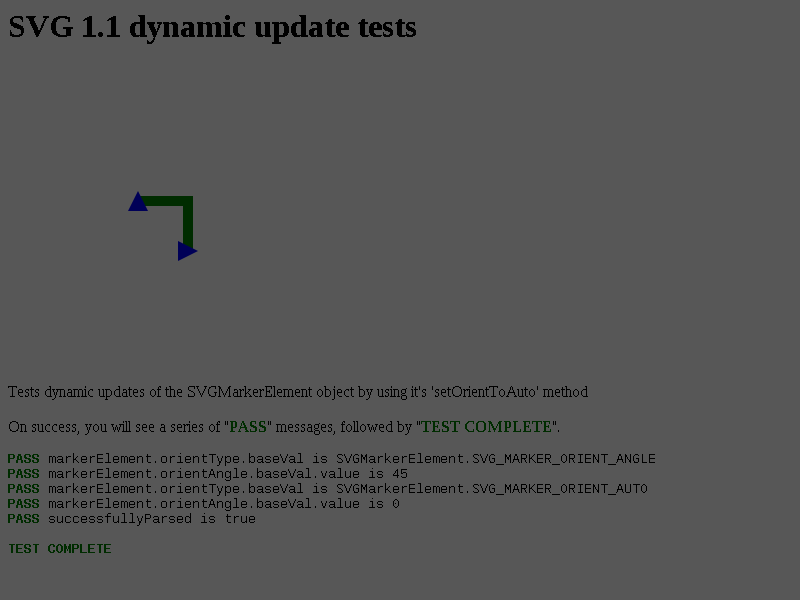 SVG 1.1 dynamic update tests
Tests dynamic updates of the SVGMarkerElement object by using it's 'setOrientToAuto' method
On success, you will see a series of "PASS" messages, followed by "TEST COMPLETE".
PASS markerElement.orientType.baseVal is SVGMarkerElement.SVG_MARKER_ORIENT_ANGLE
PASS markerElement.orientAngle.baseVal.value is 45
PASS markerElement.orientType.baseVal is SVGMarkerElement.SVG_MARKER_ORIENT_AUTO
PASS markerElement.orientAngle.baseVal.value is 0
PASS successfullyParsed is true
TEST COMPLETE